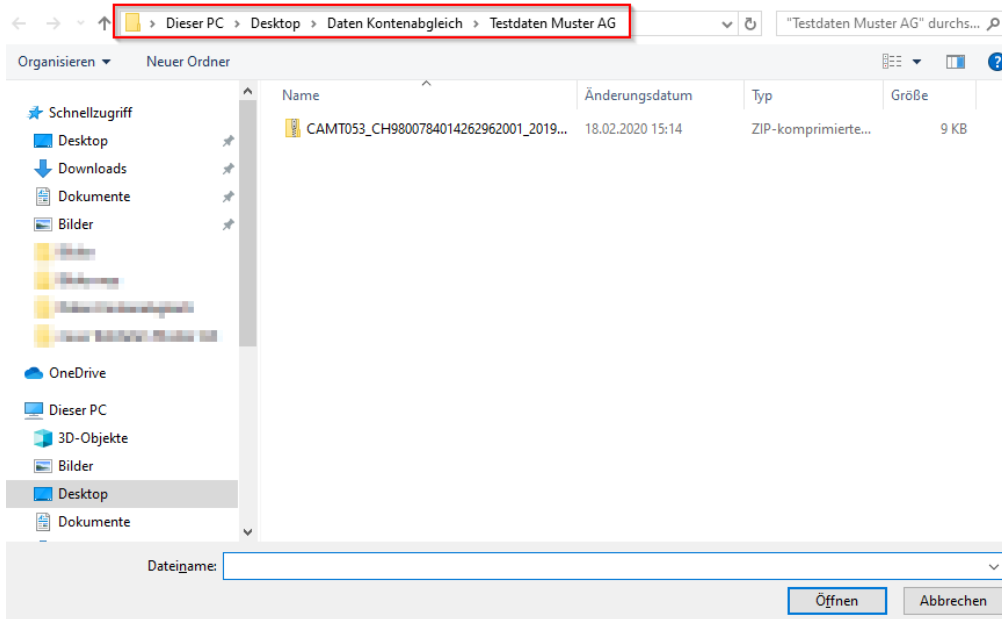 Dieser PC > Desktop > Daten Kontenabgleich > Testdaten Muster AG
"Testdaten Muster AG" durchs...
Organisieren
Neuer Ordner
Name Änderungsdatum Typ Größe
CAMT053_CH9800784014262962001_2019... 18.02.2020 15:14 ZIP-komprimierte... 9 KB
Schnellzugriff
Desktop
Downloads
Dokumente
Bilder
OneDrive
Dieser PC
3D-Objekte
Bilder
Desktop
Dokumente
Dateiname:
Öffnen
Abbrechen